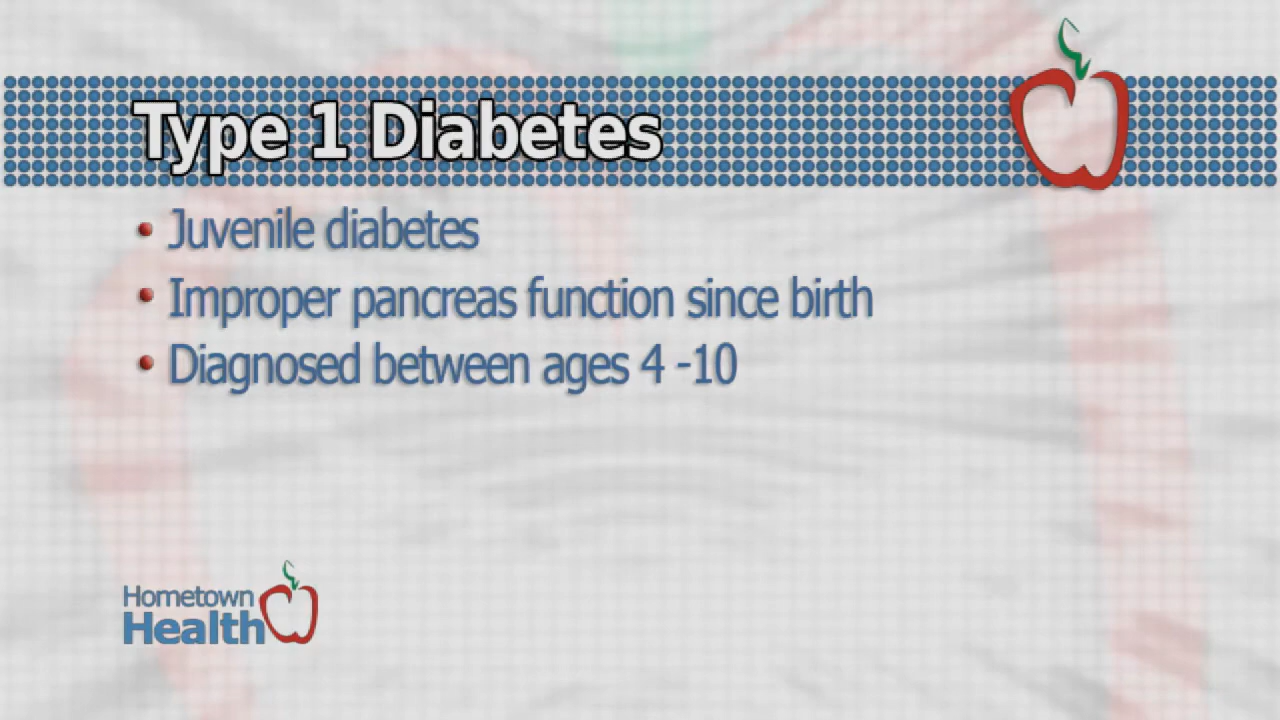 Type 1 Diabetes
Juvenile diabetes
Improper pancreas function since birth
Diagnosed between ages 4 -10
Hometown
Health